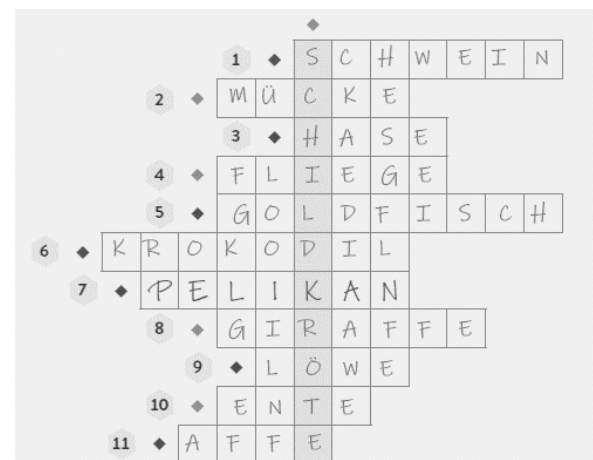 1 SCHWEIN
2 MÜCKE
3 HASE
4 FLIEGE
5 GOLDFISCH
6 KROKODIL
7 PELIKAN
8 GIRAFFE
9 LÖWE
10 ENTE
11 AFFE